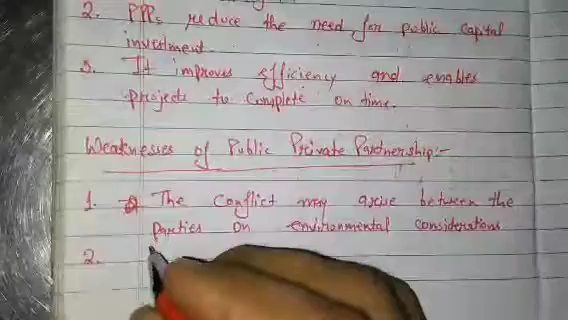 2. PPPs reduce the need for public capital
investment.
3. It improves efficiency and enables
projects to complete on time.
Weaknesses of Public Private Partnership:-
1. The Conflict may arise between the
parties on environmental considerations
2.